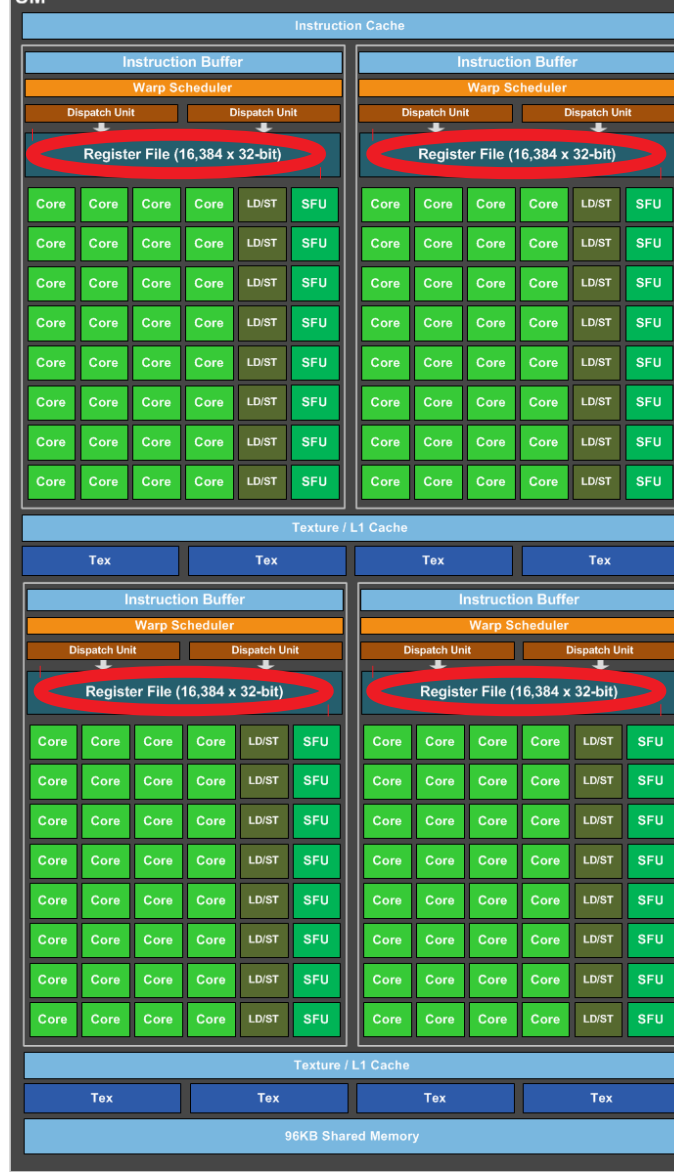 SM
Instruction Cache
Instruction Buffer Instruction Buffer
Warp Scheduler Warp Scheduler
Dispatch Unit Dispatch Unit Dispatch Unit Dispatch Unit
Register File (16,384 x 32-bit) Register File (16,384 x 32-bit)
Core Core Core Core LD/ST SFU Core Core Core Core LD/ST SFU
Core Core Core Core LD/ST SFU Core Core Core Core LD/ST SFU
Core Core Core Core LD/ST SFU Core Core Core Core LD/ST SFU
Core Core Core Core LD/ST SFU Core Core Core Core LD/ST SFU
Core Core Core Core LD/ST SFU Core Core Core Core LD/ST SFU
Core Core Core Core LD/ST SFU Core Core Core Core LD/ST SFU
Core Core Core Core LD/ST SFU Core Core Core Core LD/ST SFU
Core Core Core Core LD/ST SFU Core Core Core Core LD/ST SFU
Texture / L1 Cache
Tex Tex Tex Tex
Instruction Buffer Instruction Buffer
Warp Scheduler Warp Scheduler
Dispatch Unit Dispatch Unit Dispatch Unit Dispatch Unit
Register File (16,384 x 32-bit) Register File (16,384 x 32-bit)
Core Core Core Core LD/ST SFU Core Core Core Core LD/ST SFU
Core Core Core Core LD/ST SFU Core Core Core Core LD/ST SFU
Core Core Core Core LD/ST SFU Core Core Core Core LD/ST SFU
Core Core Core Core LD/ST SFU Core Core Core Core LD/ST SFU
Core Core Core Core LD/ST SFU Core Core Core Core LD/ST SFU
Core Core Core Core LD/ST SFU Core Core Core Core LD/ST SFU
Core Core Core Core LD/ST SFU Core Core Core Core LD/ST SFU
Core Core Core Core LD/ST SFU Core Core Core Core LD/ST SFU
Texture / L1 Cache
Tex Tex Tex Tex
96KB Shared Memory